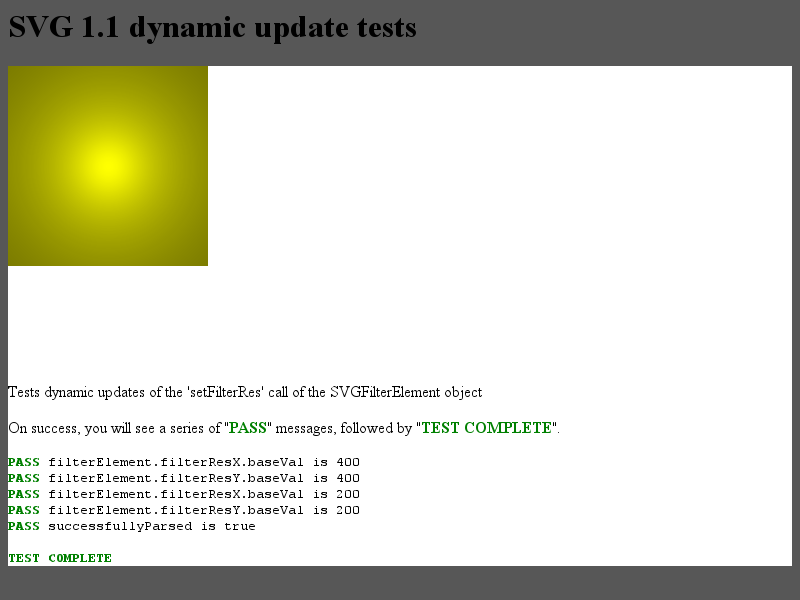 SVG 1.1 dynamic update tests
Tests dynamic updates of the 'setFilterRes' call of the SVGFilterElement object
On success, you will see a series of "PASS" messages, followed by "TEST COMPLETE".
PASS filterElement.filterResX.baseVal is 400
PASS filterElement.filterResY.baseVal is 400
PASS filterElement.filterResX.baseVal is 200
PASS filterElement.filterResY.baseVal is 200
PASS successfullyParsed is true
TEST COMPLETE